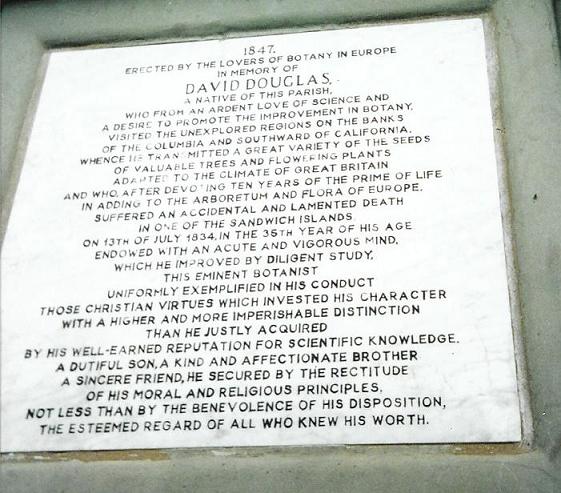 1847.
ERECTED BY THE LOVERS OF BOTANY IN EUROPE
IN MEMORY OF
DAVID DOUGLAS,
A NATIVE OF THIS PARISH,
WHO FROM AN ARDENT LOVE OF SCIENCE AND
A DESIRE TO PROMOTE THE IMPROVEMENT IN BOTANY,
VISITED THE UNEXPLORED REGIONS ON THE BANKS
OF THE COLUMBIA AND SOUTHWARD OF CALIFORNIA,
WHENCE HE TRANSMITTED A GREAT VARIETY OF THE SEEDS
OF VALUABLE TREES AND FLOWERING PLANTS
ADAPTED TO THE CLIMATE OF GREAT BRITAIN
AND WHO, AFTER DEVOTING TEN YEARS OF THE PRIME OF LIFE
IN ADDING TO THE ARBORETUM AND FLORA OF EUROPE,
SUFFERED AN ACCIDENTAL AND LAMENTED DEATH
IN ONE OF THE SANDWICH ISLANDS
ON 13TH OF JULY 1834, IN THE 35TH YEAR OF HIS AGE
ENDOWED WITH AN ACUTE AND VIGOROUS MIND,
WHICH HE IMPROVED BY DILIGENT STUDY,
THIS EMINENT BOTANIST
UNIFORMLY EXEMPLIFIED IN HIS CONDUCT
THOSE CHRISTIAN VIRTUES WHICH INVESTED HIS CHARACTER
WITH A HIGHER AND MORE IMPERISHABLE DISTINCTION
THAN HE JUSTLY ACQUIRED
BY HIS WELL-EARNED REPUTATION FOR SCIENTIFIC KNOWLEDGE.
A DUTIFUL SON, A KIND AND AFFECTIONATE BROTHER
A SINCERE FRIEND, HE SECURED BY THE RECTITUDE
OF HIS MORAL AND RELIGIOUS PRINCIPLES,
NOT LESS THAN BY THE BENEVOLENCE OF HIS DISPOSITION,
THE ESTEEMED REGARD OF ALL WHO KNEW HIS WORTH.